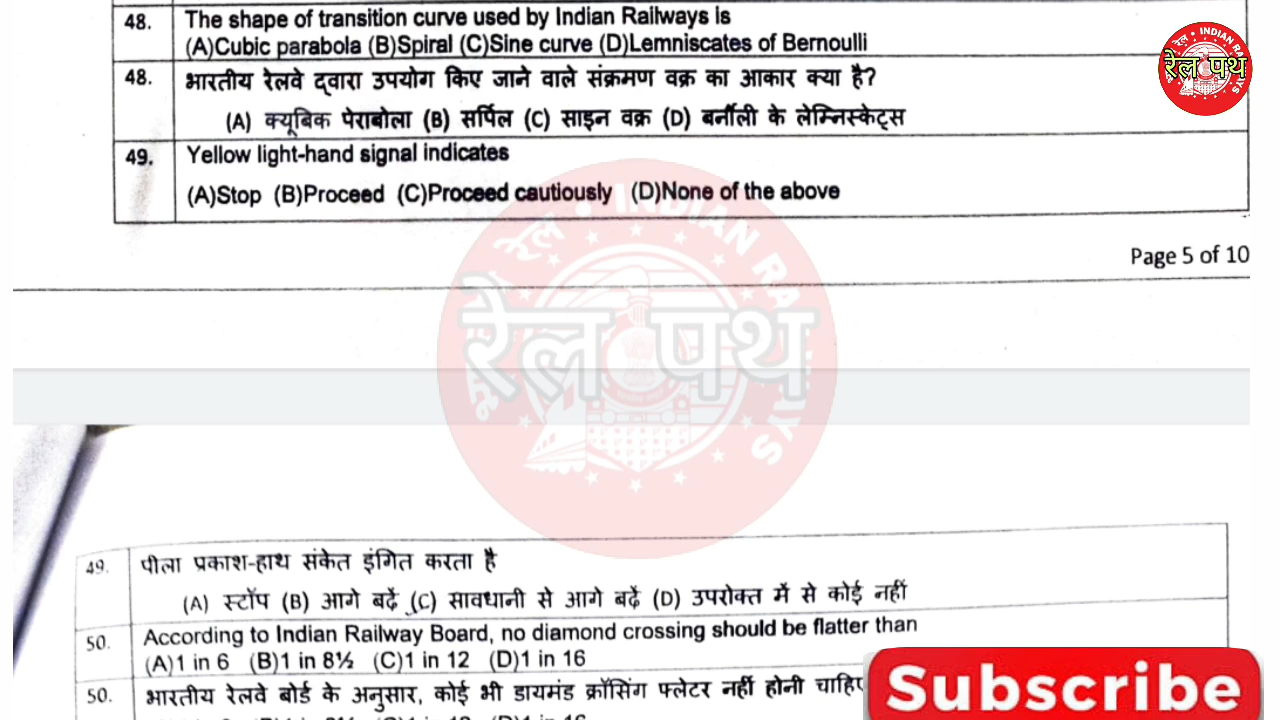 48. The shape of transition curve used by Indian Railways is
(A)Cubic parabola (B)Spiral (C)Sine curve (D)Lemniscates of Bernoulli
48. भारतीय रेलवे द्वारा उपयोग किए जाने वाले संक्रमण वक्र का आकार क्या है?
(A) क्यूबिक पेराबोला (B) सर्पिल (C) साइन वक्र (D) बर्नौली के लेम्निस्केट्स
49. Yellow light-hand signal indicates
(A)Stop (B)Proceed (C)Proceed cautiously (D)None of the above
Page 5 of 10
रेल पथ
INDIAN RA
YS
रेल पथ
रेल • INDIAN RA
YS
49. पीला प्रकाश-हाथ संकेत इंगित करता है
(A) स्टॉप (B) आगे बढ़ें (C) सावधानी से आगे बढ़ें (D) उपरोक्त में से कोई नहीं
50. According to Indian Railway Board, no diamond crossing should be flatter than
(A)1 in 6 (B)1 in 8½ (C)1 in 12 (D)1 in 16
50. भारतीय रेलवे बोर्ड के अनुसार, कोई भी डायमंड क्रॉसिंग फ्लेटर नहीं होनी चाहिए
Subscribe